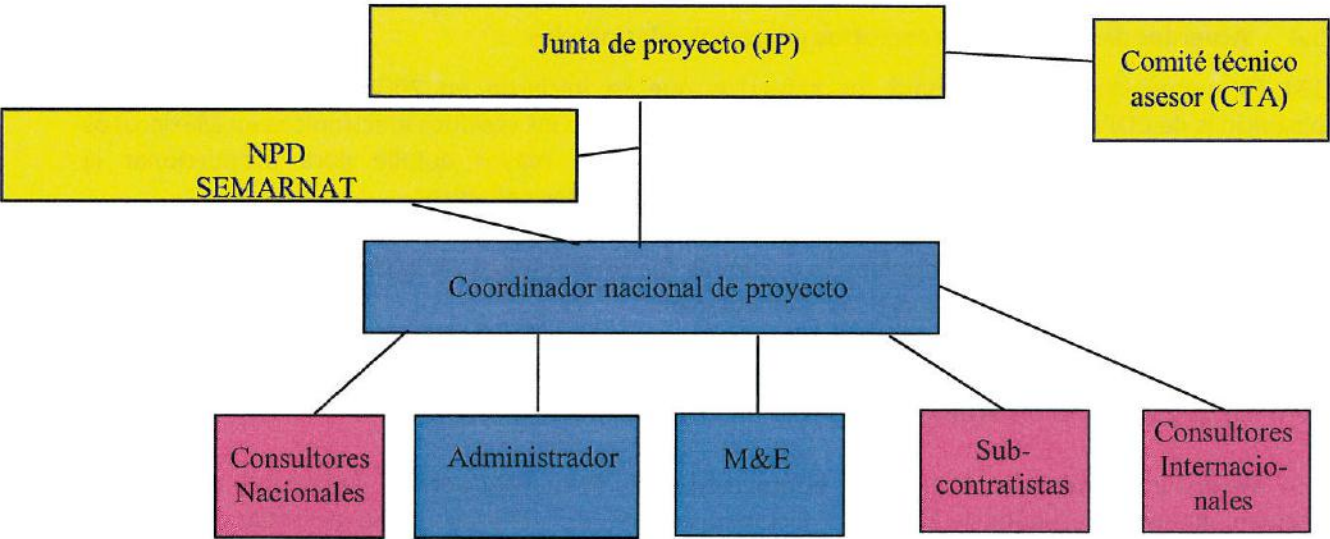 Junta de proyecto (JP)
Comité técnico
asesor (CTA)
NPD
SEMARNAT
Coordinador nacional de proyecto
Consultores
Nacionales
Administrador
M&E
Sub-
contratistas
Consultores
Internacio-
nales